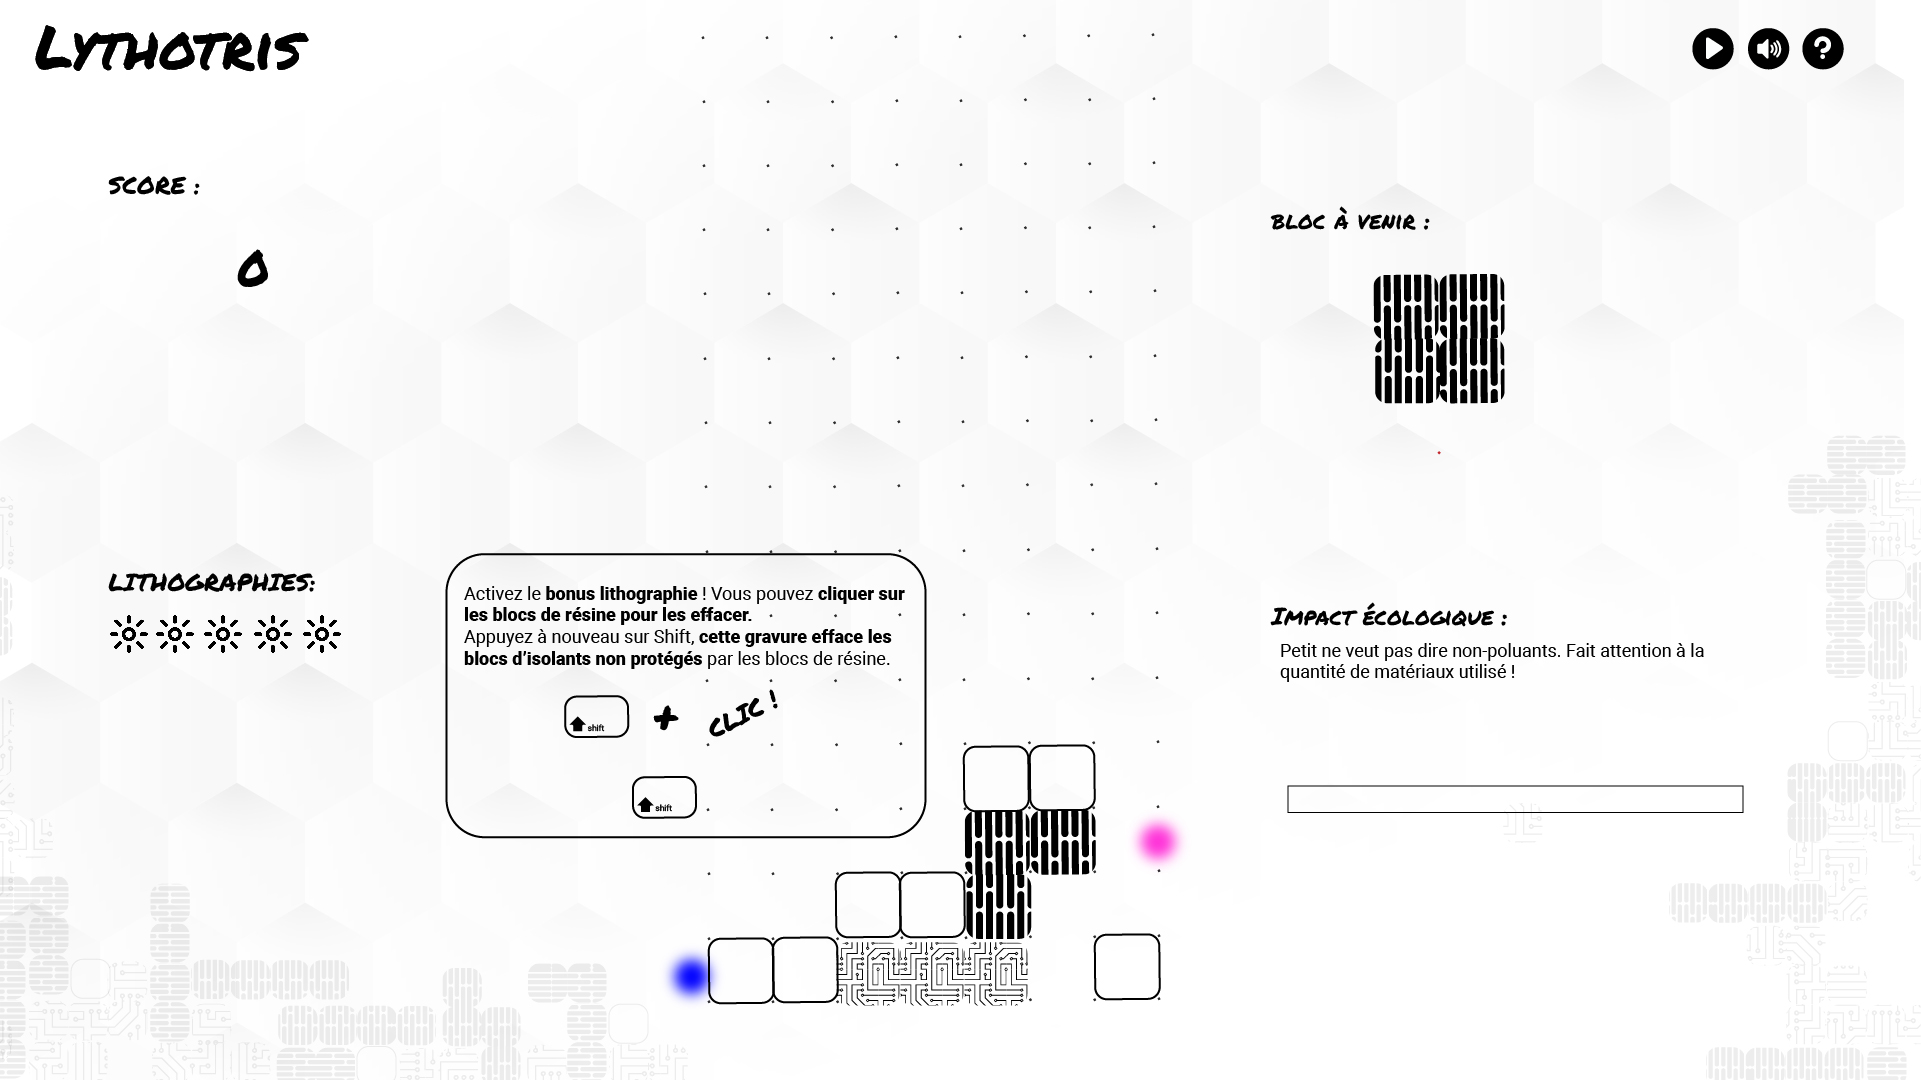 Lythotris
Score :
0
Bloc à venir :
Lithographies:
Activez le bonus lithographie ! Vous pouvez cliquer sur
les blocs de résine pour les effacer.
Appuyez à nouveau sur Shift, cette gravure efface les
blocs d’isolants non protégés par les blocs de résine.
shift
+
CLIC !
shift
Impact écologique :
Petit ne veut pas dire non-poluants. Fait attention à la
quantité de matériaux utilisé !